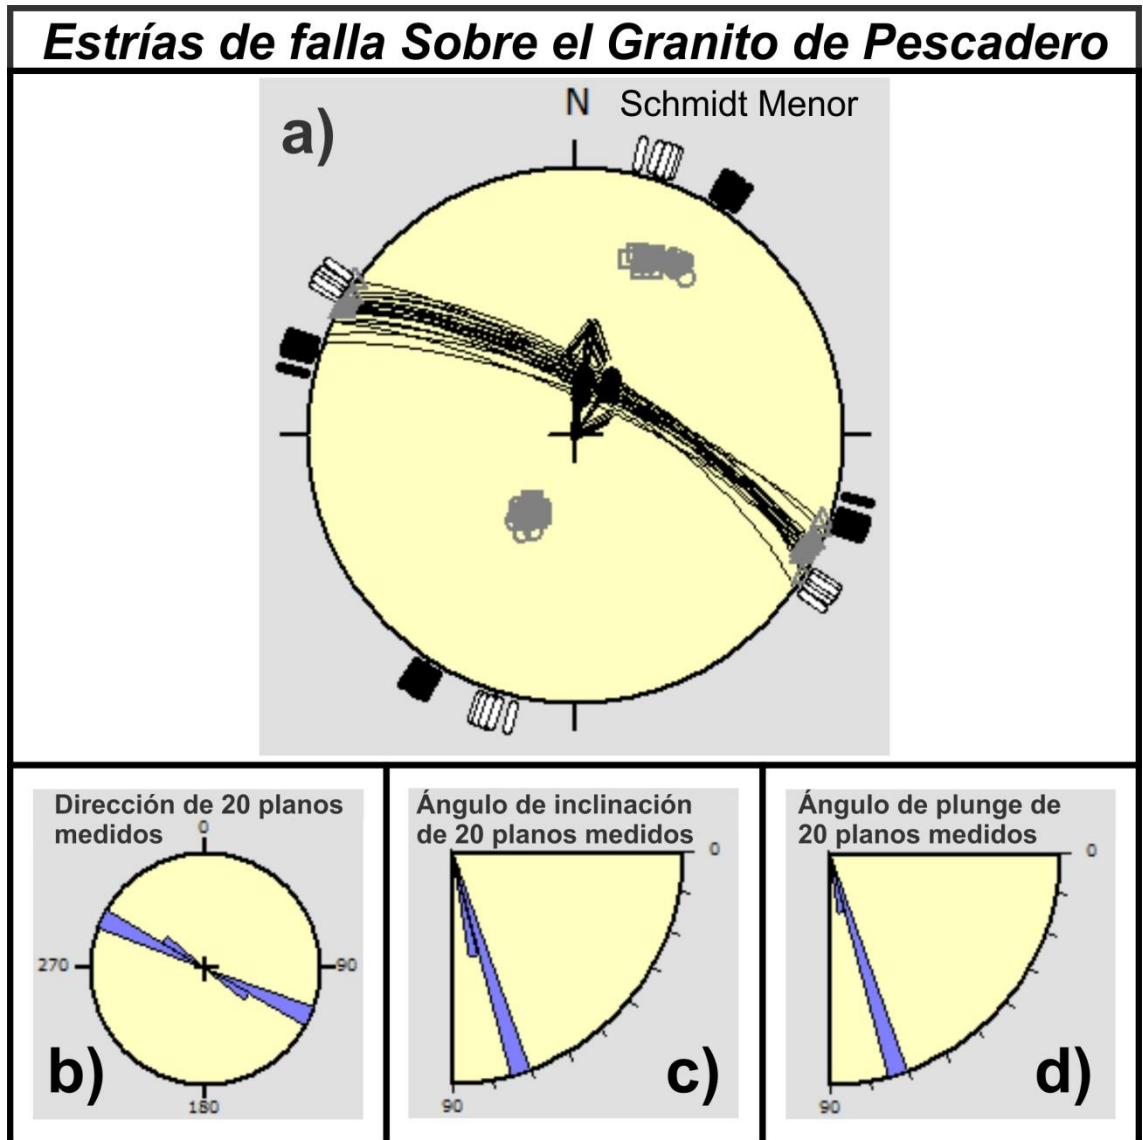 Estrías de falla Sobre el Granito de Pescadero
a)
N
Schmidt Menor
Dirección de 20 planos
medidos
0
270
90
180
b)
Ángulo de inclinación
de 20 planos medidos
0
90
c)
Ángulo de plunge de
20 planos medidos
0
90
d)